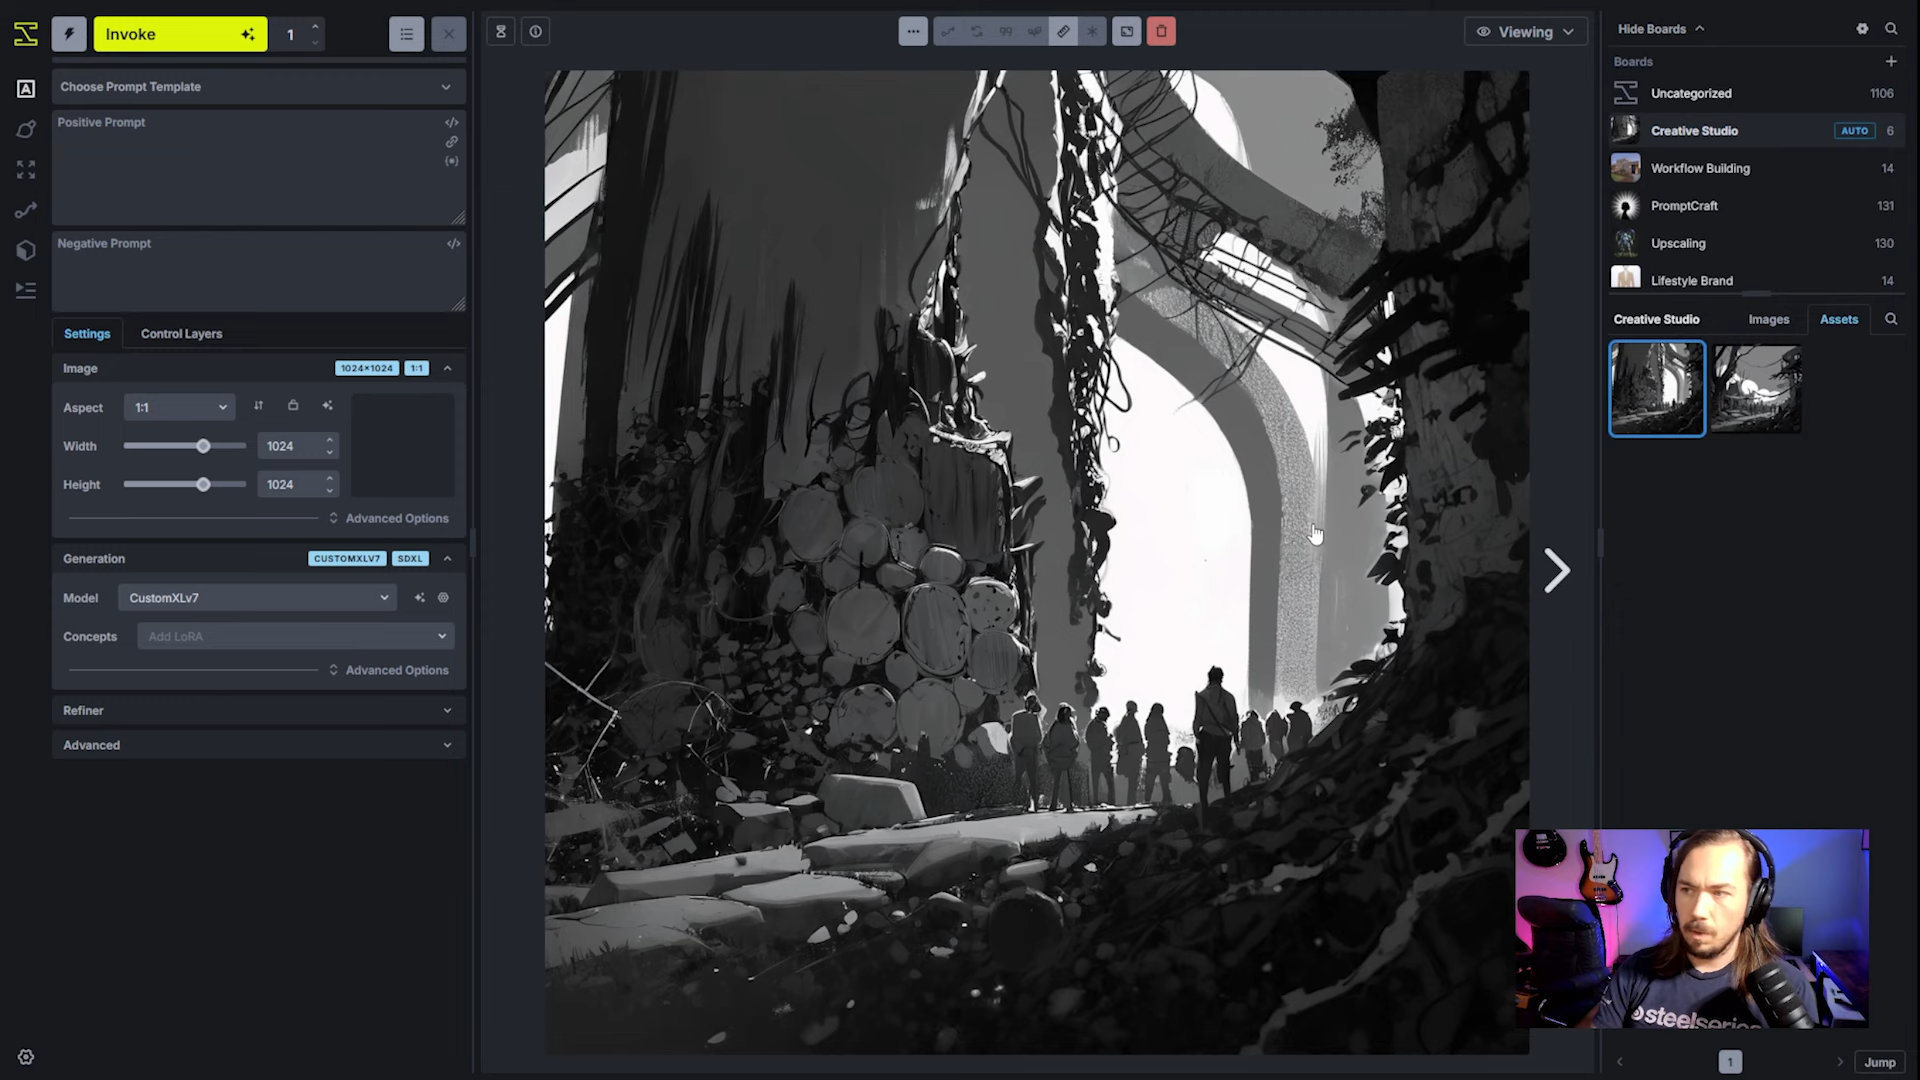 Invoke
1
Viewing
Hide Boards
Boards
Uncategorized 1106
Creative Studio AUTO 6
Workflow Building 14
PromptCraft 131
Upscaling 130
Lifestyle Brand 14
Choose Prompt Template
Positive Prompt
Negative Prompt
Settings Control Layers
Image 1024×1024 1:1
Aspect 1:1
Width 1024
Height 1024
Advanced Options
Generation CUSTOMXLV7 SDXL
Model CustomXLv7
Concepts Add LoRA
Advanced Options
Refiner
Advanced
Creative Studio Images Assets
steelseries
1
Jump